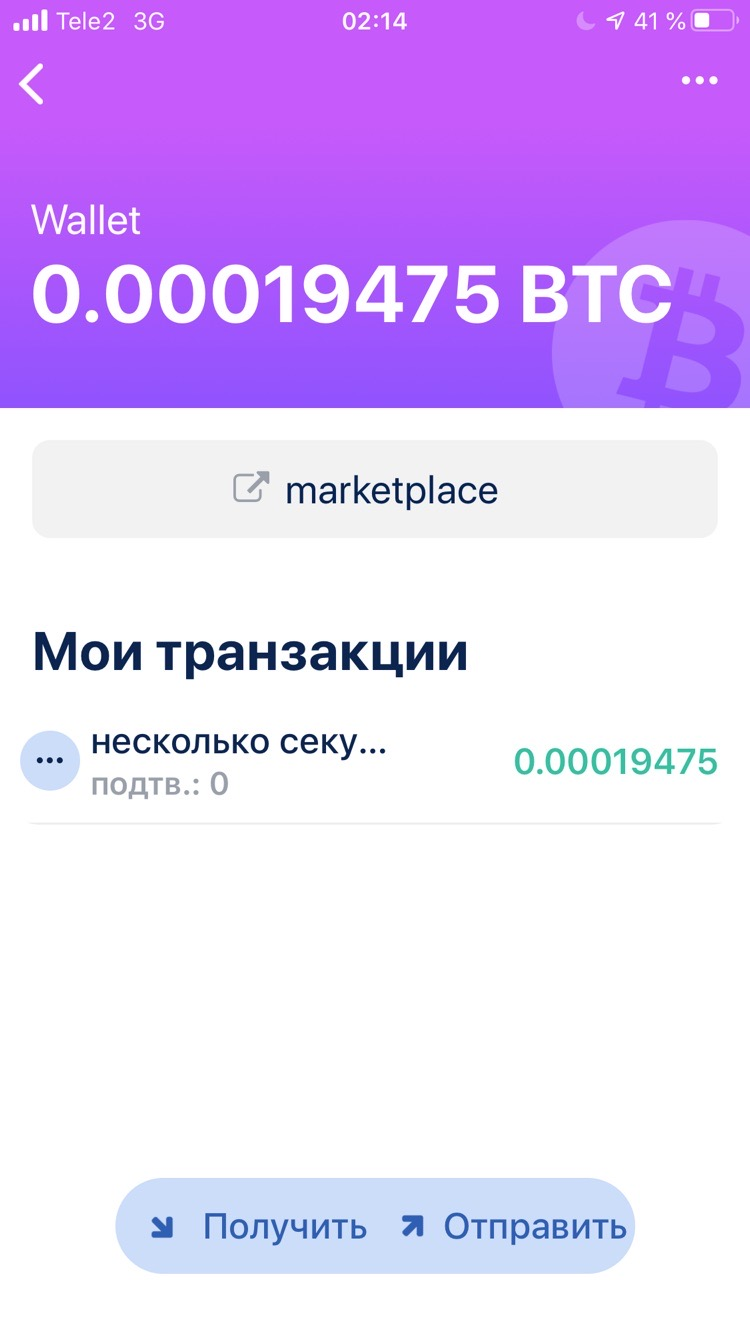 Tele2 3G 02:14 41 %
Wallet
0.00019475 BTC
marketplace
Мои транзакции
несколько секу...
0.00019475
подтв.: 0
Получить Отправить